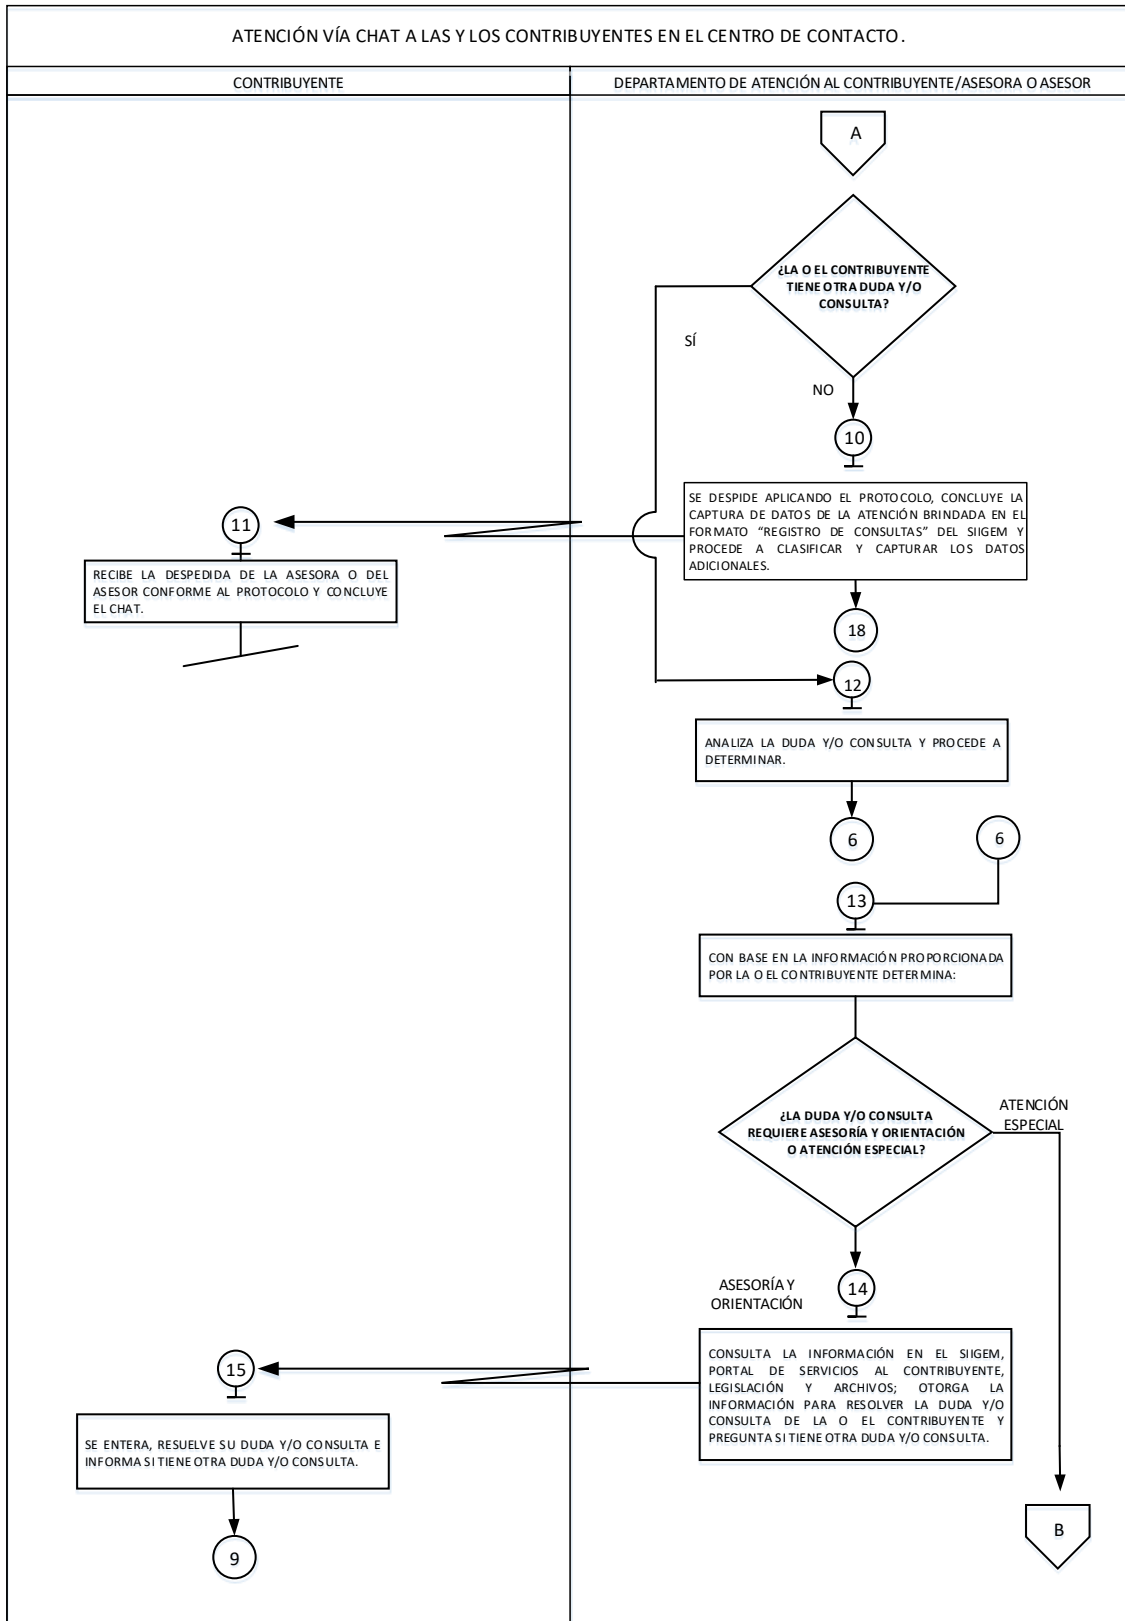 ATENCIÓN VÍA CHAT A LAS Y LOS CONTRIBUYENTES EN EL CENTRO DE CONTACTO.
CONTRIBUYENTE
DEPARTAMENTO DE ATENCIÓN AL CONTRIBUYENTE/ASESORA O ASESOR
A
¿LA O EL CONTRIBUYENTE
TIENE OTRA DUDA Y/O
CONSULTA?
SÍ
NO
10
SE DESPIDE APLICANDO EL PROTOCOLO, CONCLUYE LA
CAPTURA DE DATOS DE LA ATENCIÓN BRINDADA EN EL
FORMATO “REGISTRO DE CONSULTAS” DEL SIIGEM Y
PROCEDE A CLASIFICAR Y CAPTURAR LOS DATOS
ADICIONALES.
11
RECIBE LA DESPEDIDA DE LA ASESORA O DEL
ASESOR CONFORME AL PROTOCOLO Y CONCLUYE
EL CHAT.
18
12
ANALIZA LA DUDA Y/O CONSULTA Y PROCEDE A
DETERMINAR.
6
6
13
CON BASE EN LA INFORMACIÓN PROPORCIONADA
POR LA O EL CONTRIBUYENTE DETERMINA:
¿LA DUDA Y/O CONSULTA
REQUIERE ASESORÍA Y ORIENTACIÓN
O ATENCIÓN ESPECIAL?
ATENCIÓN
ESPECIAL
ASESORÍA Y
ORIENTACIÓN
14
CONSULTA LA INFORMACIÓN EN EL SIIGEM,
PORTAL DE SERVICIOS AL CONTRIBUYENTE,
LEGISLACIÓN Y ARCHIVOS; OTORGA LA
INFORMACIÓN PARA RESOLVER LA DUDA Y/O
CONSULTA DE LA O EL CONTRIBUYENTE Y
PREGUNTA SI TIENE OTRA DUDA Y/O CONSULTA.
15
SE ENTERA, RESUELVE SU DUDA Y/O CONSULTA E
INFORMA SI TIENE OTRA DUDA Y/O CONSULTA.
9
B